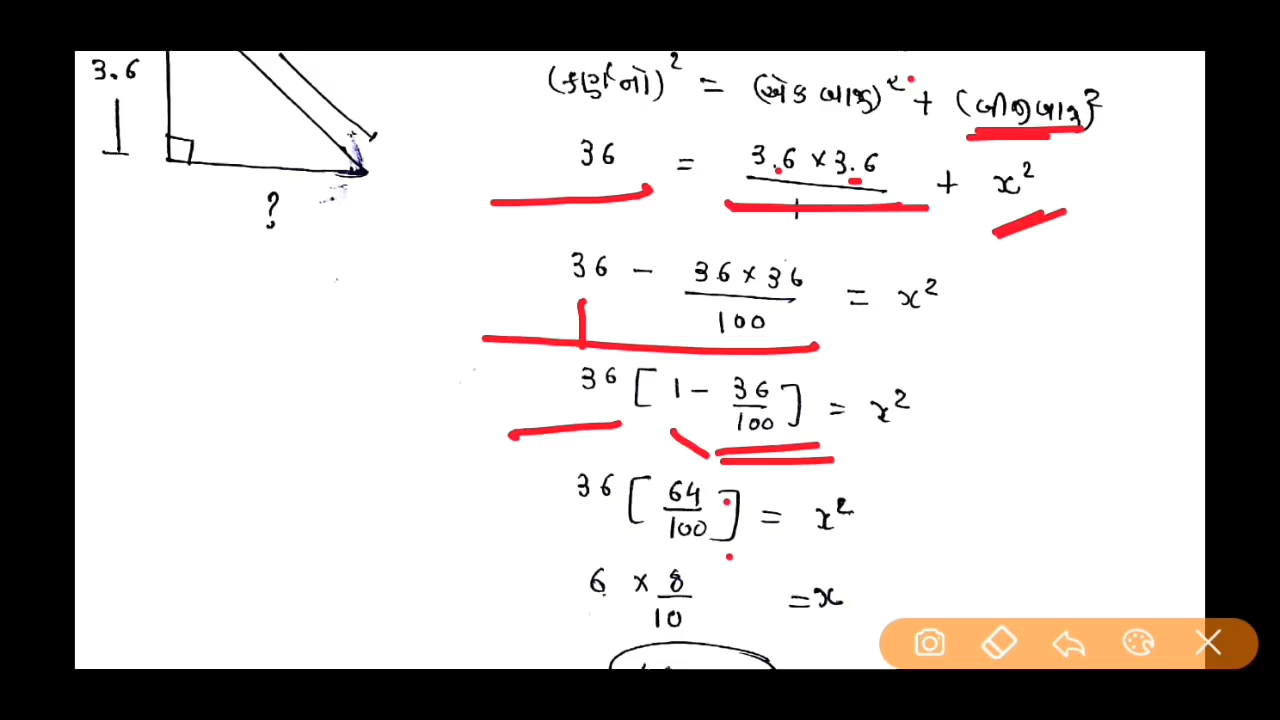 3.6
?
(કર્ણનો)² = (એક બાજુ)² + (બીજી બાજુ)²
36 = 3.6 × 3.6 + x²
36 - 36 × 36 / 100 = x²
36 [ 1 - 36/100 ] = x²
36 [ 64/100 ] = x²
6 × 8/10 = x